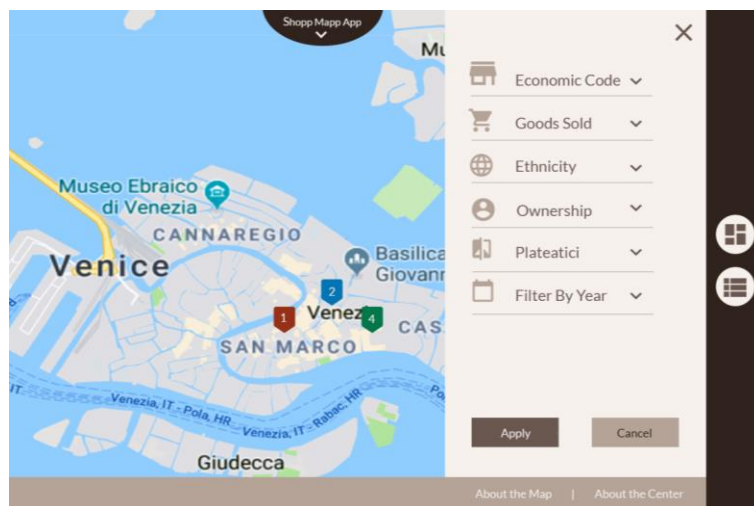 Shopp Mapp App
Mu
Economic Code
Goods Sold
Ethnicity
Museo Ebraico
di Venezia
Ownership
CANNAREGIO
Basilica
Giovann
Plateatici
Venice
2
Filter By Year
1
Venez
4
CAS
SAN MARCO
IT
Venezia, IT - Pola, HR
Venezia, IT - Rabac, HR
Po
Apply
Cancel
Giudecca
About the Map | About the Center